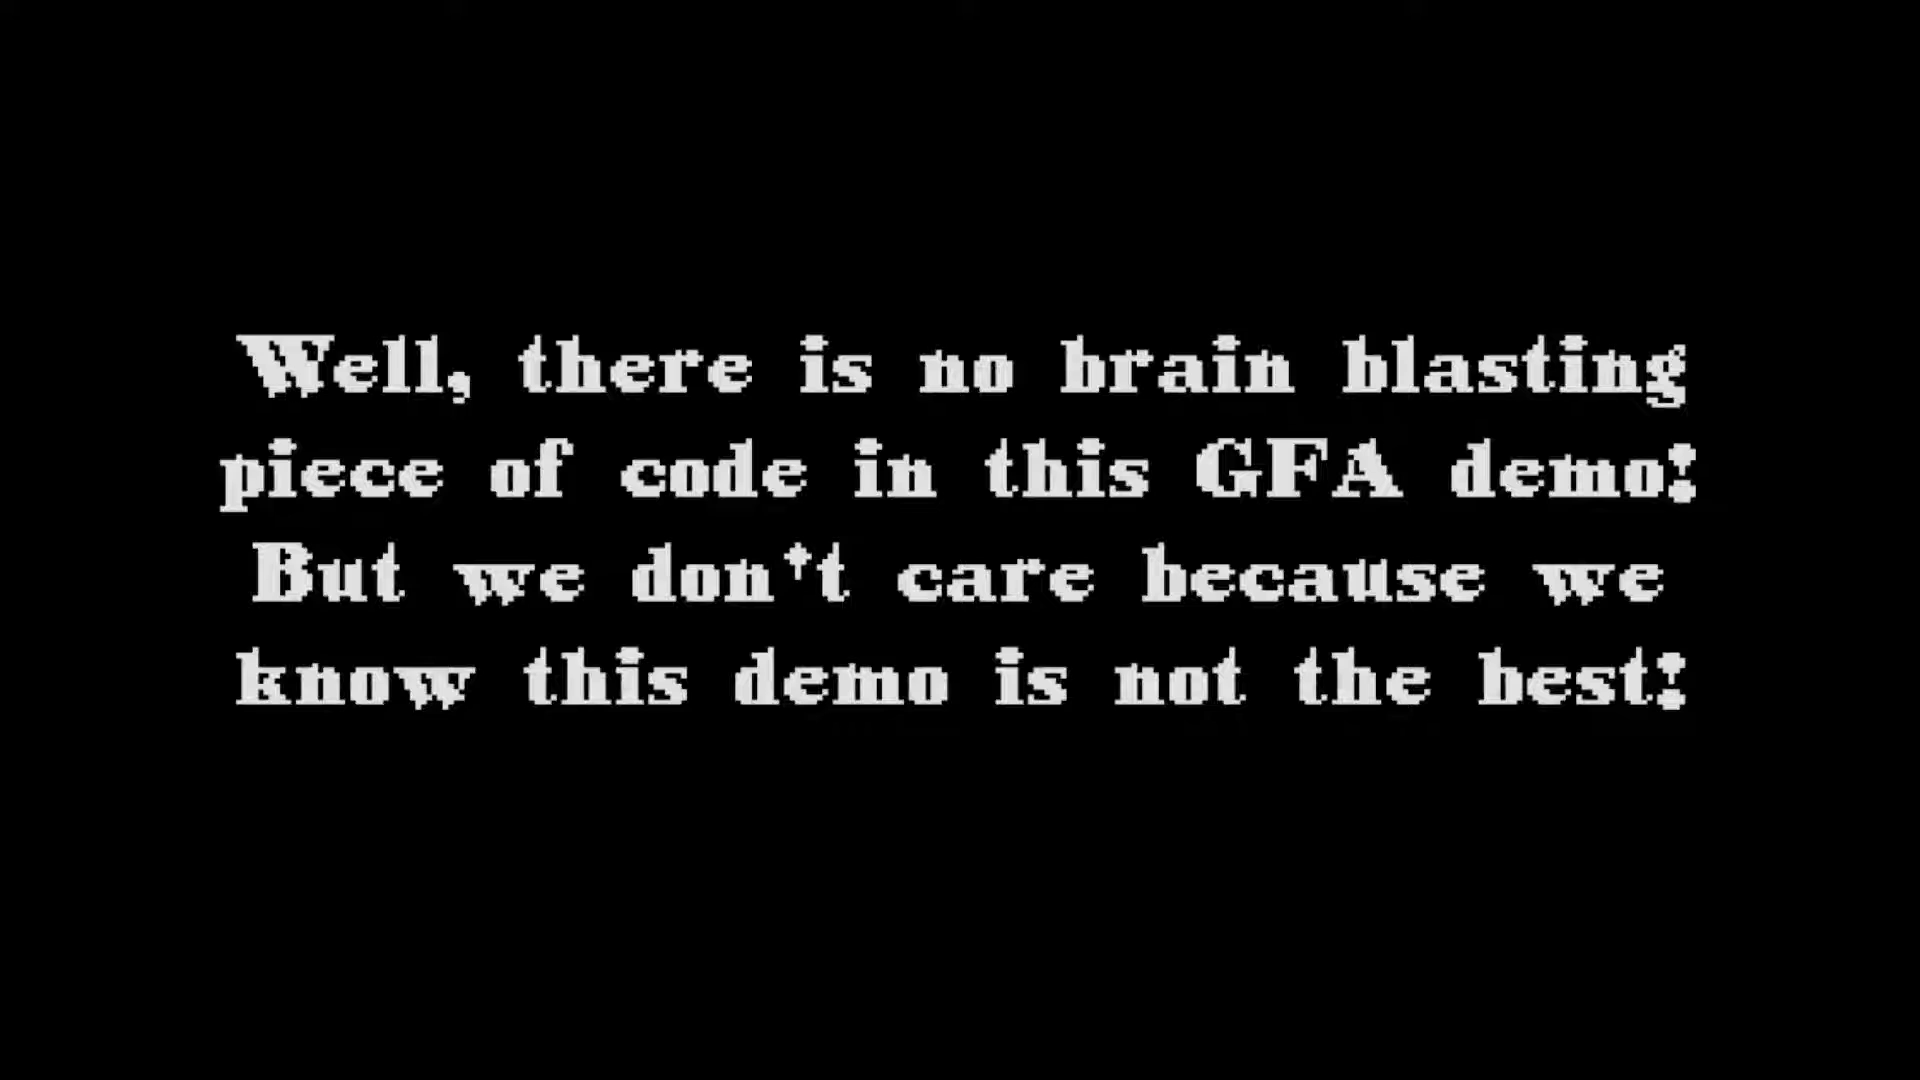 Well, there is no brain blasting
piece of code in this GFA demo!
But we don't care because we
know this demo is not the best!